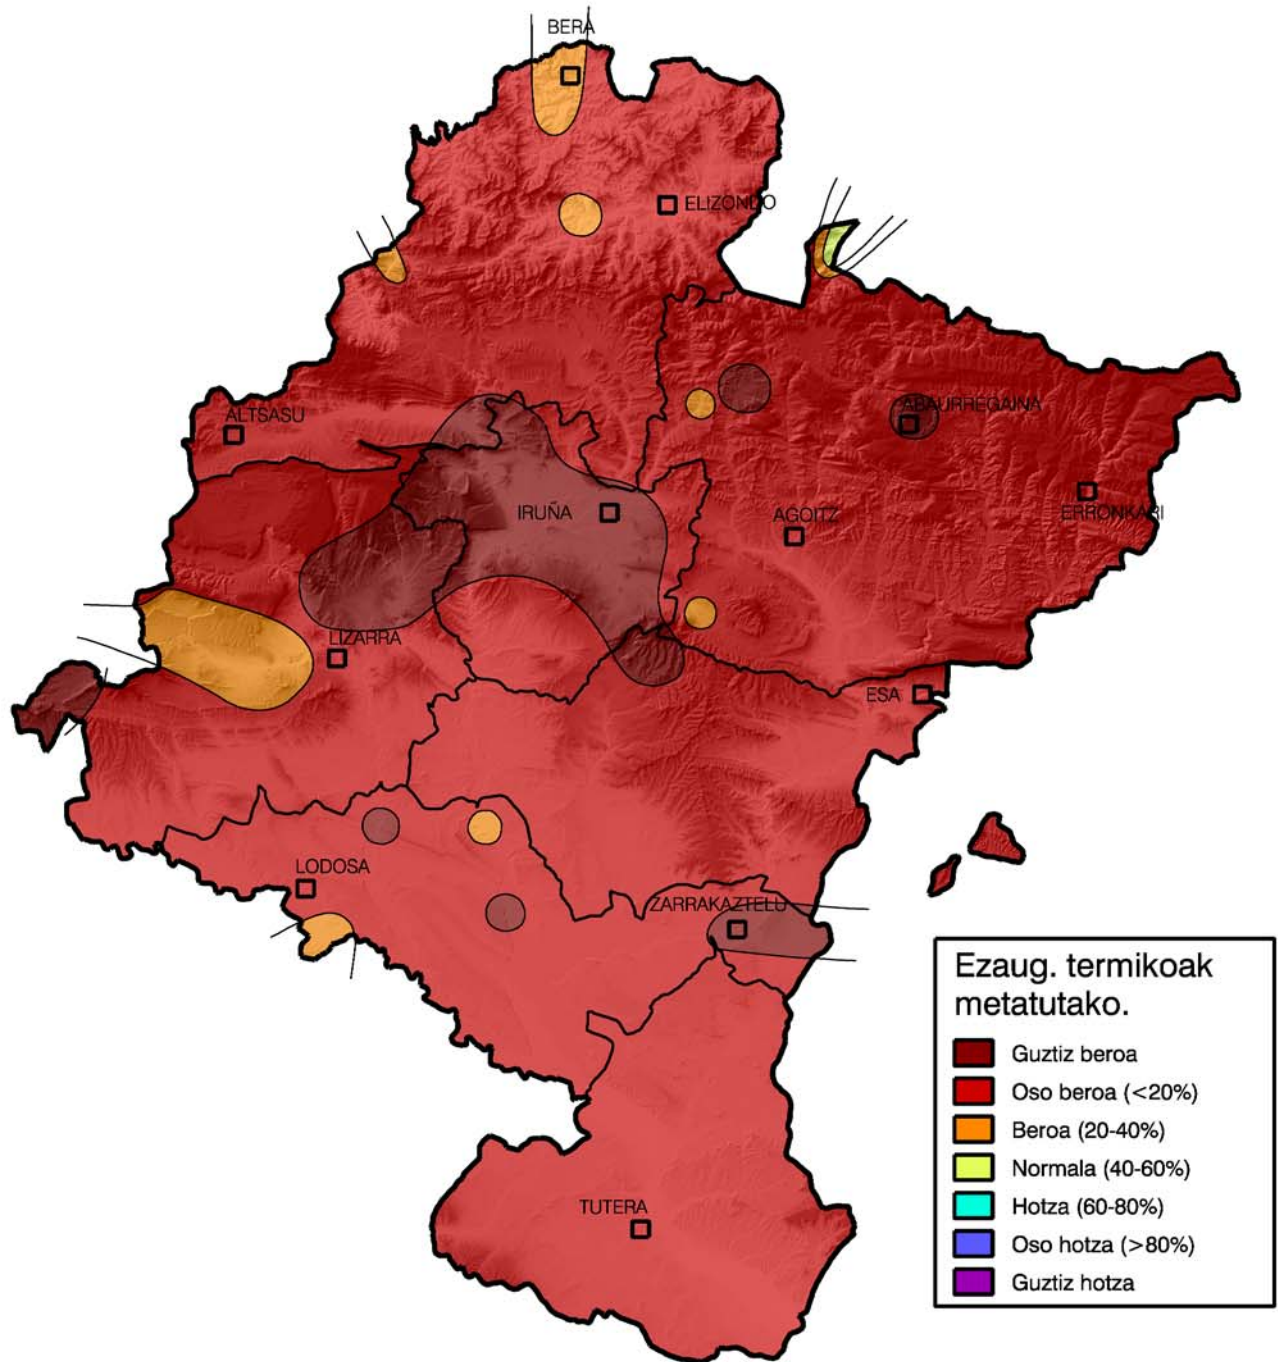 BERA
ELIZONDO
ALTSASU
ABAURREGAINA
IRUÑA
AGOITZ
ERRONKARI
LIZARRA
ESA
LODOSA
ZARRAKAZTELU
TUTERA
Ezaug. termikoak
metatutako.
Guztiz beroa
Oso beroa (<20%)
Beroa (20-40%)
Normala (40-60%)
Hotza (60-80%)
Oso hotza (>80%)
Guztiz hotza